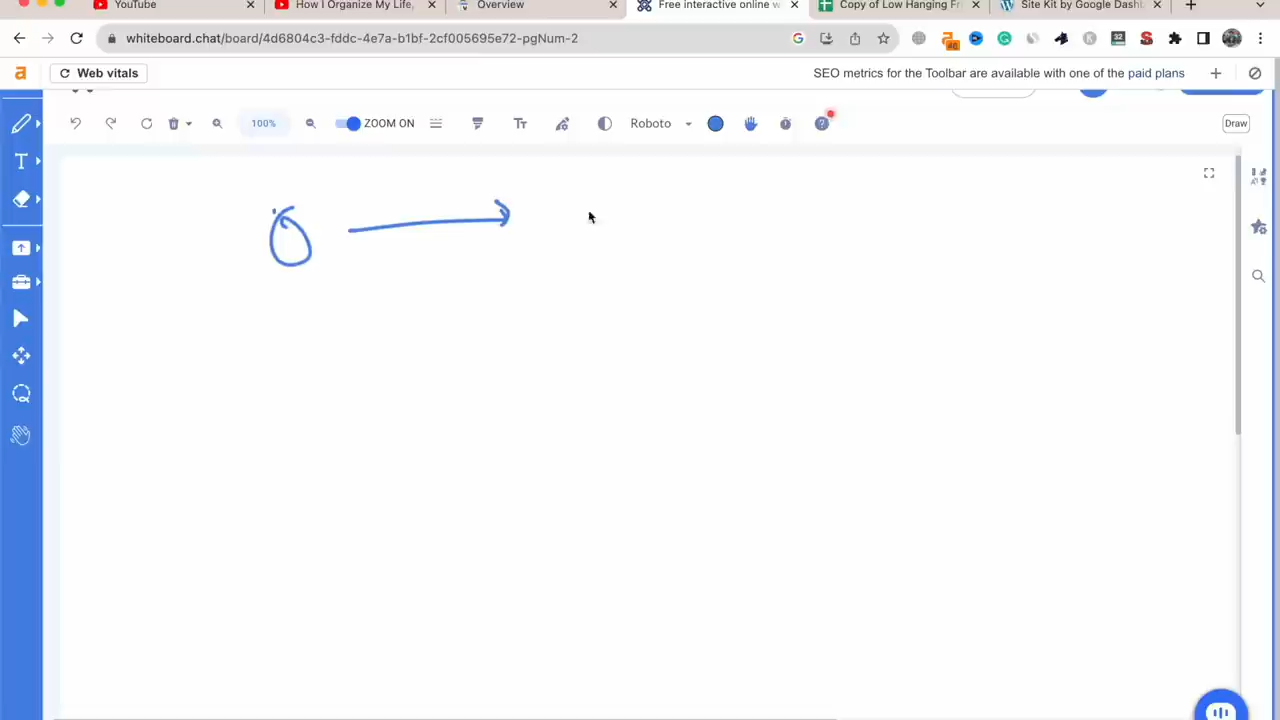 YouTube
How I Organize My Life,
Overview
Free interactive online w
Copy of Low Hanging Fr
Site Kit by Google Dash
whiteboard.chat/board/4d6804c3-fddc-4e7a-b1bf-2cf005695e72-pgNum-2
Web vitals
SEO metrics for the Toolbar are available with one of the paid plans
100%
ZOOM ON
Roboto
Draw